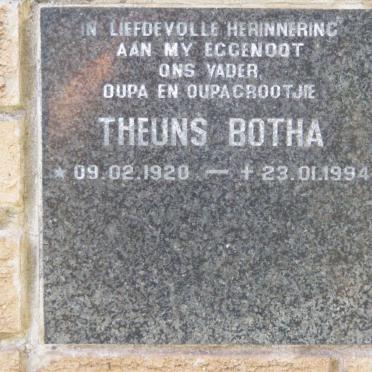 IN LIEFDEVOLLE HERINNERING
AAN MY EGGENOOT
ONS VADER,
OUPA EN OUPAGROOTJIE
THEUNS BOTHA
★ 09.02.1920 — † 23.01.1994